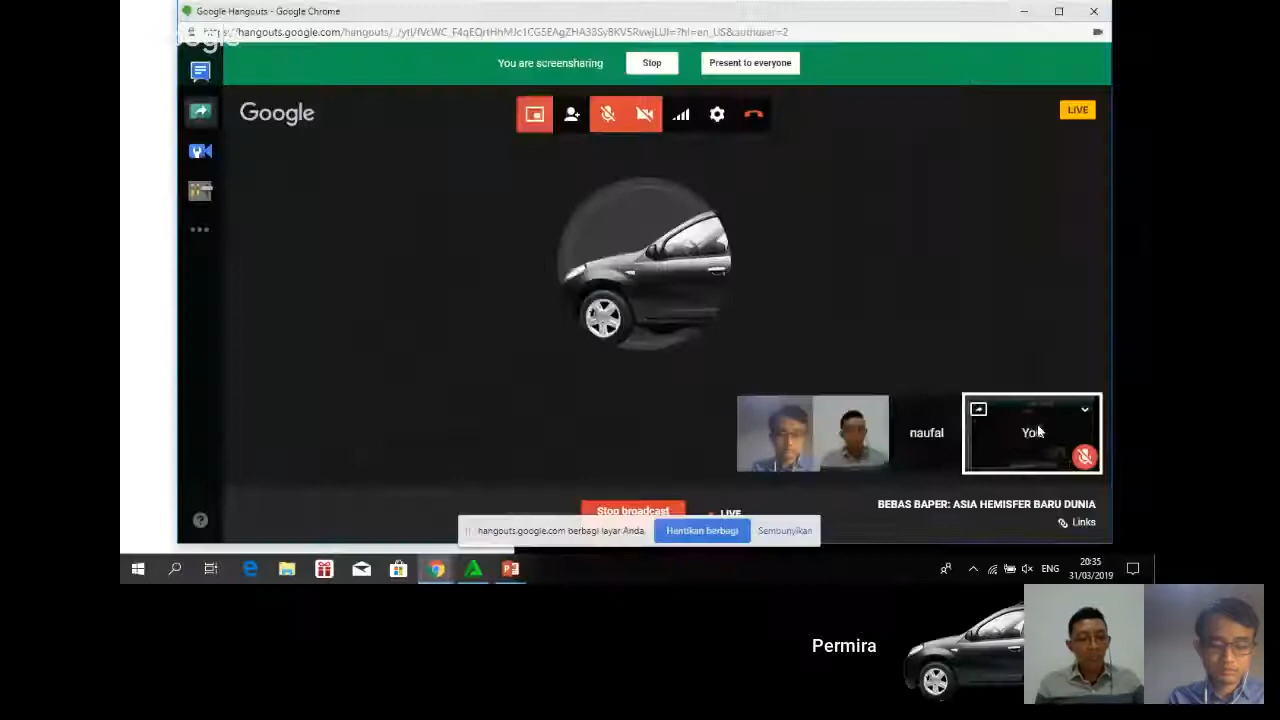 Google Hangouts - Google Chrome
You are screensharing
Stop
Present to everyone
Google
LIVE
naufal
You
Stop broadcast
LIVE
BEBAS BAPER: ASIA HEMISFER BARU DUNIA
Links
hangouts.google.com berbagi layar Anda.
Hentikan berbagi
Sembunyikan
ENG
20:35
31/03/2019
Permira